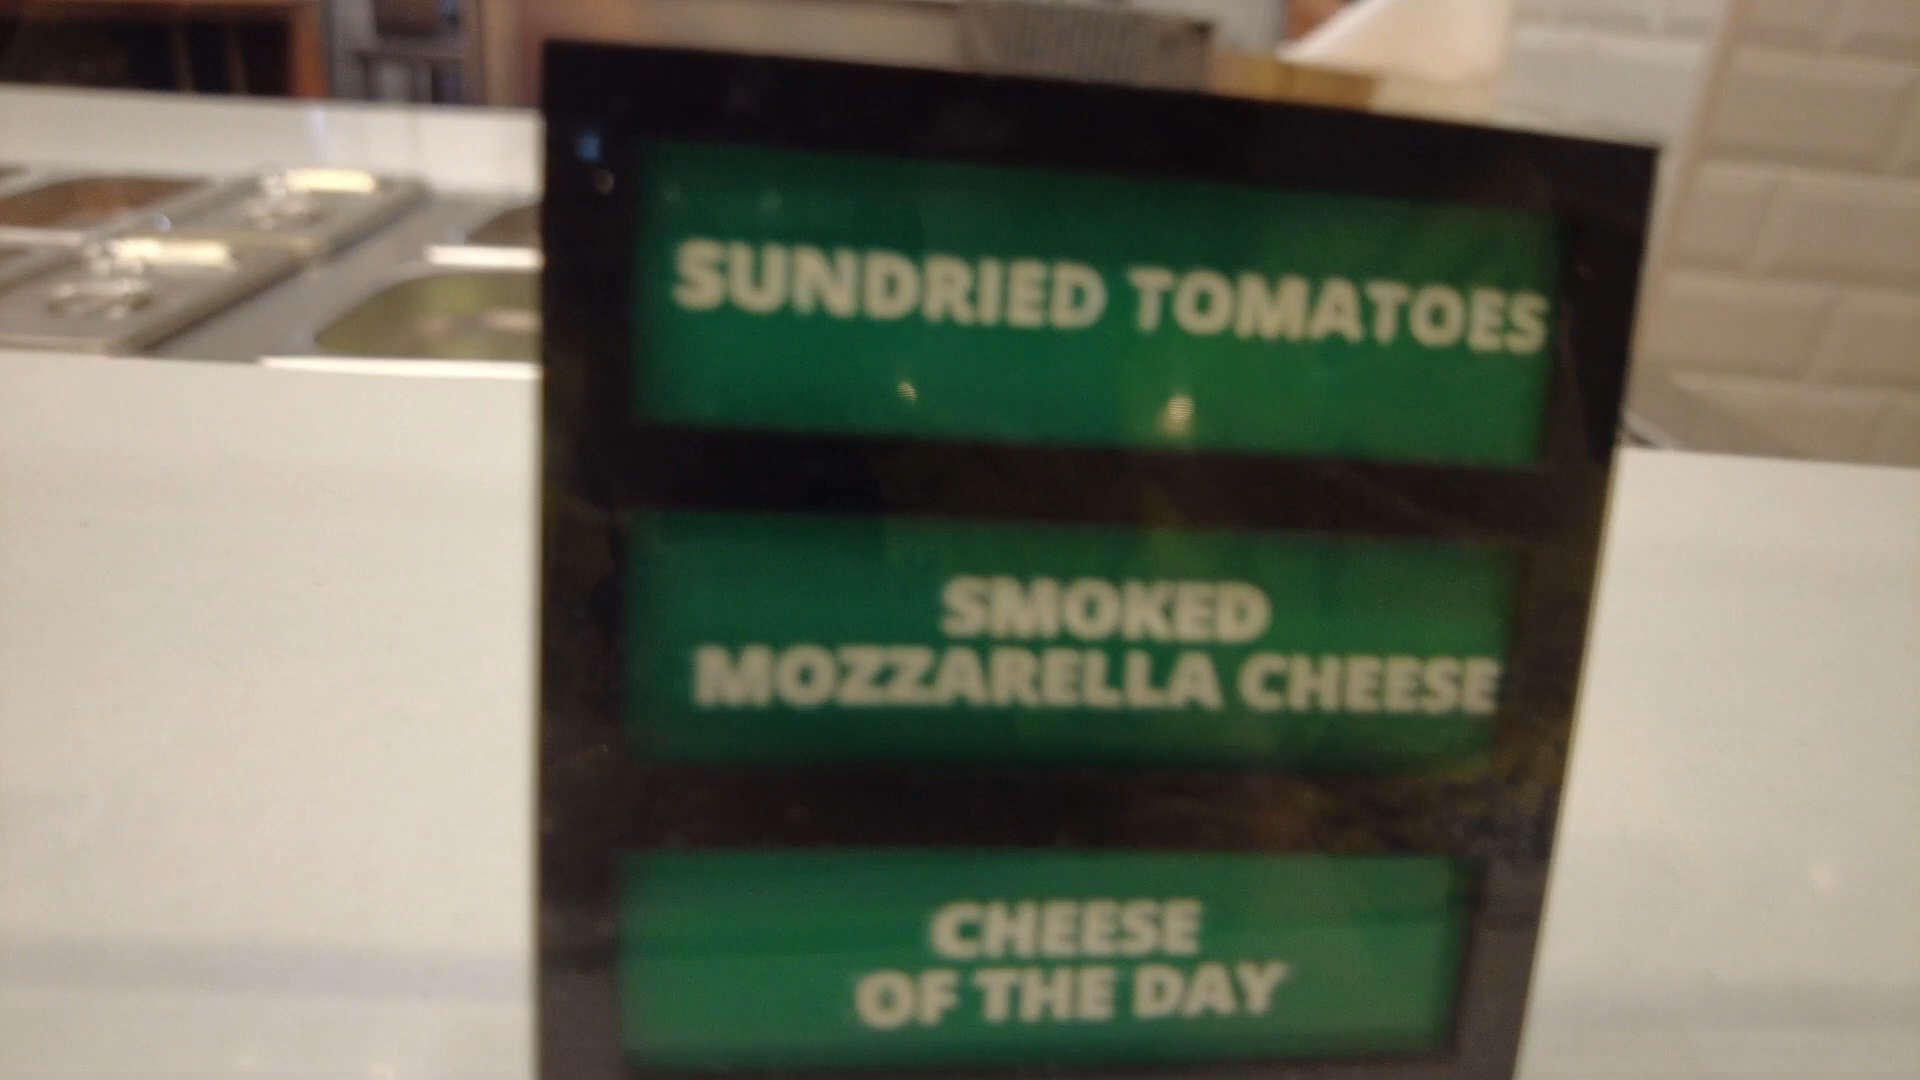 SUNDRIED TOMATOES
SMOKED
MOZZARELLA CHEESE
CHEESE
OF THE DAY